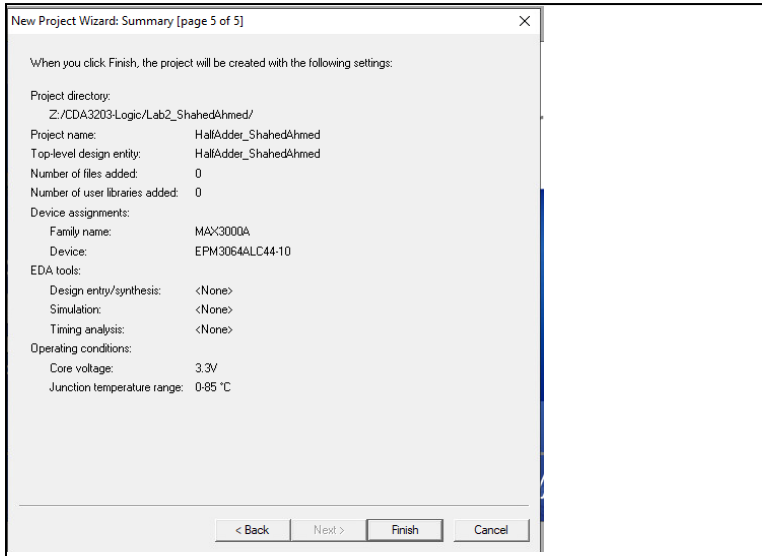 New Project Wizard: Summary [page 5 of 5]
When you click Finish, the project will be created with the following settings:
Project directory:
Z:/CDA3203-Logic/Lab2_ShahedAhmed/
Project name: HalfAdder_ShahedAhmed
Top-level design entity: HalfAdder_ShahedAhmed
Number of files added: 0
Number of user libraries added: 0
Device assignments:
Family name: MAX3000A
Device: EPM3064ALC44-10
EDA tools:
Design entry/synthesis: <None>
Simulation: <None>
Timing analysis: <None>
Operating conditions:
Core voltage: 3.3V
Junction temperature range: 0-85 °C
< Back Next > Finish Cancel